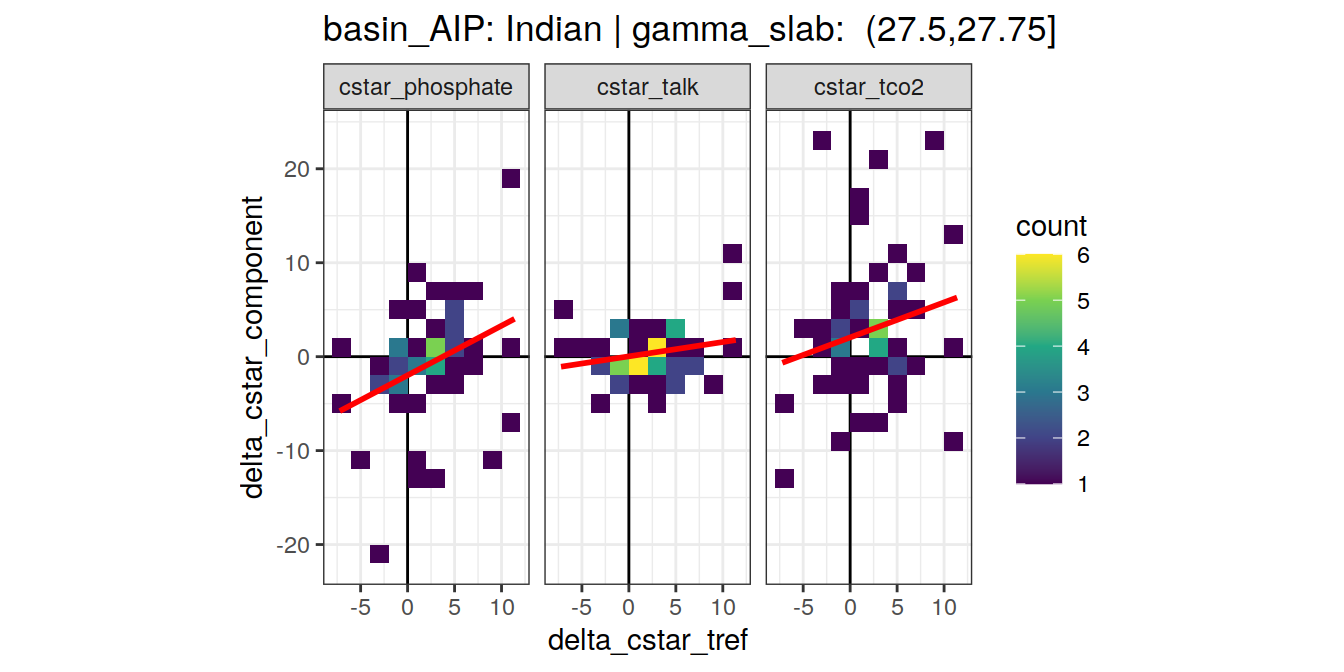 basin_AIP: Indian | gamma_slab:  (27.5,27.75]
cstar_phosphate cstar_talk cstar_tco2
20
10
0
-10
-20
delta_cstar_component
-5 0 5 10 -5 0 5 10 -5 0 5 10
delta_cstar_tref
count
6
5
4
3
2
1